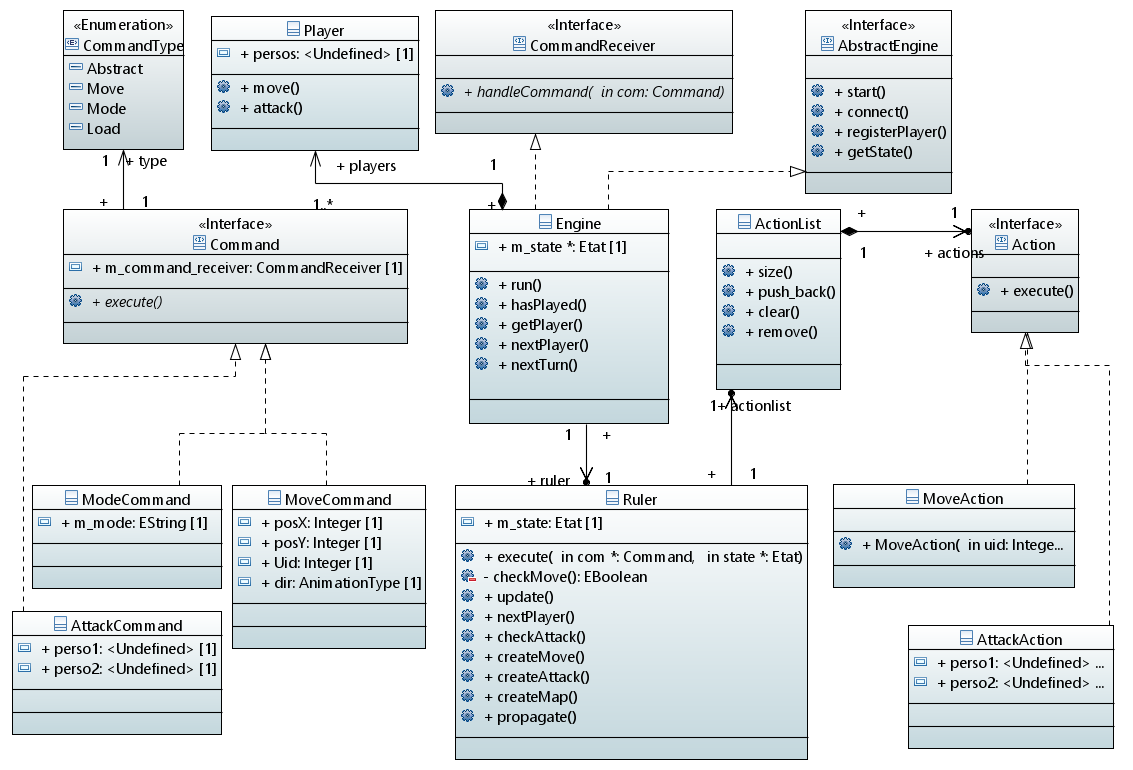 «Enumeration»
CommandType
Abstract
Move
Mode
Load
Player
+ persos: <Undefined> [1]
+ move()
+ attack()
«Interface»
CommandReceiver
+ handleCommand(  in com: Command)
«Interface»
AbstractEngine
+ start()
+ connect()
+ registerPlayer()
+ getState()
1
+ type
+
1
+ players
1..*
1
+
«Interface»
Command
+ m_command_receiver: CommandReceiver [1]
+ execute()
Engine
+ m_state *: Etat [1]
+ run()
+ hasPlayed()
+ getPlayer()
+ nextPlayer()
+ nextTurn()
ActionList
+ size()
+ push_back()
+ clear()
+ remove()
+
1
1
+ actions
«Interface»
Action
+ execute()
1
+ actionlist
1
+
+ ruler
1
+
1
ModeCommand
+ m_mode: EString [1]
MoveCommand
+ posX: Integer [1]
+ posY: Integer [1]
+ Uid: Integer [1]
+ dir: AnimationType [1]
Ruler
+ m_state: Etat [1]
+ execute(  in com *: Command,   in state *: Etat)
- checkMove(): EBoolean
+ update()
+ nextPlayer()
+ checkAttack()
+ createMove()
+ createAttack()
+ createMap()
+ propagate()
MoveAction
+ MoveAction(  in uid: Intege...
AttackCommand
+ perso1: <Undefined> [1]
+ perso2: <Undefined> [1]
AttackAction
+ perso1: <Undefined> ...
+ perso2: <Undefined> ...